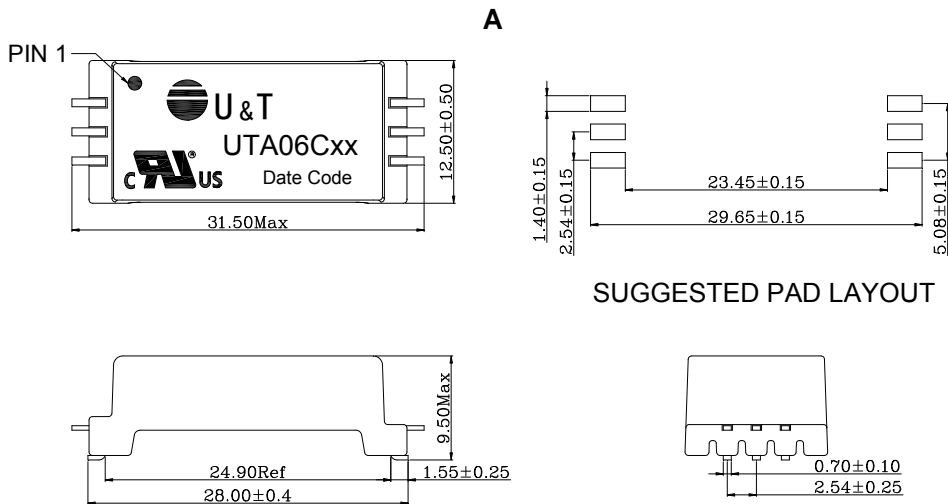 A
PIN 1
U & T
UTA06Cxx
C RU ® US
Date Code
12.50±0.50
31.50Max
1.40±0.15
2.54±0.15
23.45±0.15
29.65±0.15
5.08±0.15
SUGGESTED PAD LAYOUT
9.50Max
24.90Ref
1.55±0.25
28.00±0.4
0.70±0.10
2.54±0.25